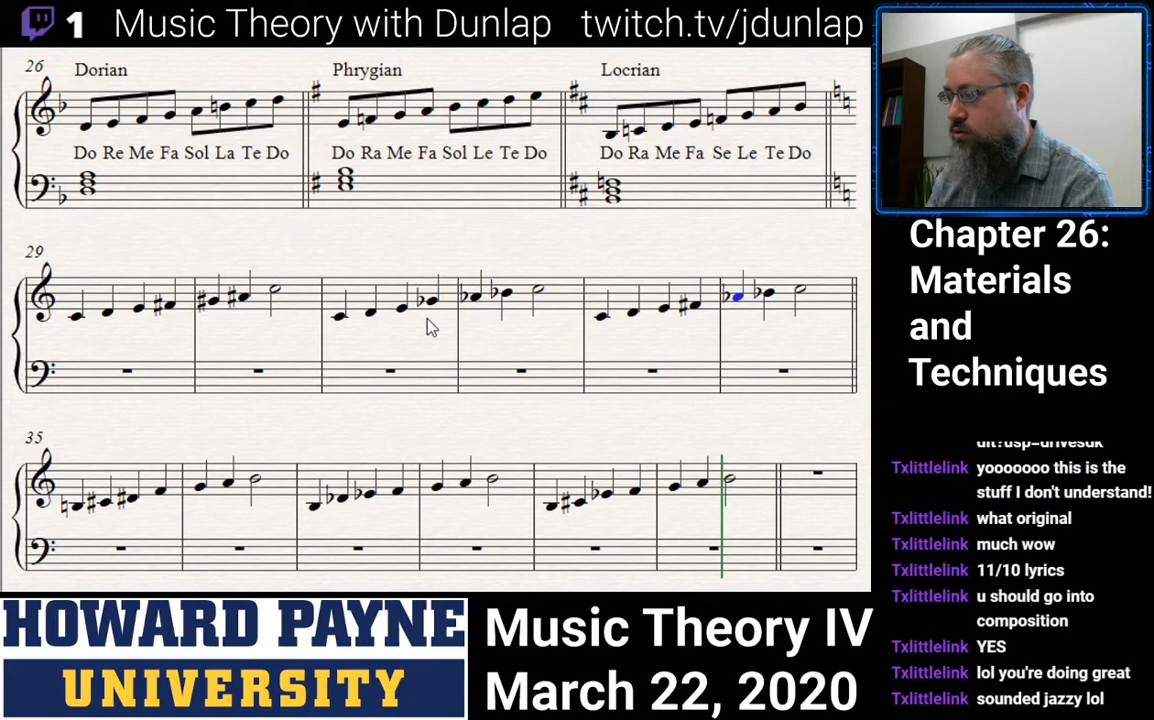 1 Music Theory with Dunlap twitch.tv/jdunlap
26 Dorian Phrygian Locrian
Do Re Me Fa Sol La Te Do Do Ra Me Fa Sol Le Te Do Do Ra Me Fa Se Le Te Do
29
35
Chapter 26:
Materials
and
Techniques
dit?usp=drivesdk
Txlittlelink yooooooo this is the
stuff I don't understand!
Txlittlelink what original
Txlittlelink much wow
Txlittlelink 11/10 lyrics
Txlittlelink u should go into
composition
Txlittlelink YES
Txlittlelink lol you're doing great
Txlittlelink sounded jazzy lol
HOWARD PAYNE
UNIVERSITY
Music Theory IV
March 22, 2020